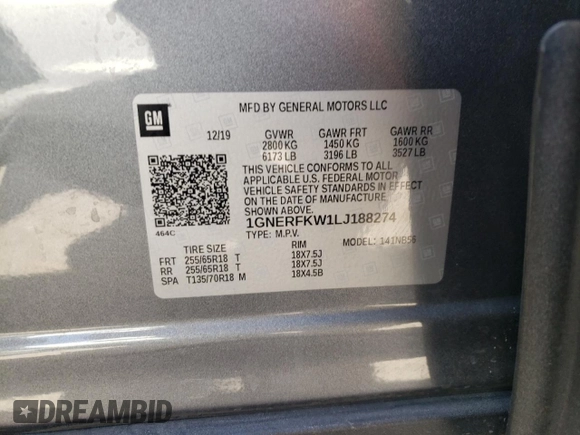 GM
MFD BY GENERAL MOTORS LLC
12/19 GVWR GAWR FRT GAWR RR
2800 KG 1450 KG 1600 KG
6173 LB 3196 LB 3527 LB
THIS VEHICLE CONFORMS TO ALL
APPLICABLE U.S. FEDERAL MOTOR
VEHICLE SAFETY STANDARDS IN EFFECT
ON THE DATE OF MANUFACTURE
SHOWN ABOVE.
1GNERFKW1LJ188274
464C TYPE: M.P.V. MODEL: 141NB56
TIRE SIZE RIM
FRT 255/65R18 T 18X7.5J
RR 255/65R18 T 18X7.5J
SPA T135/70R18 M 18X4.5B
DREAMBID